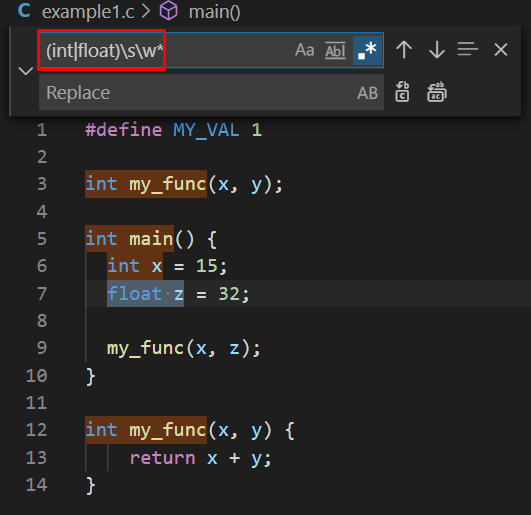 C example1.c > main()
(int|float)\s\w* Aa Abl .*
Replace AB
1 #define MY_VAL 1
2
3 int my_func(x, y);
4
5 int main() {
6   int x = 15;
7   float·z = 32;
8
9   my_func(x, z);
10 }
11
12 int my_func(x, y) {
13     return x + y;
14 }